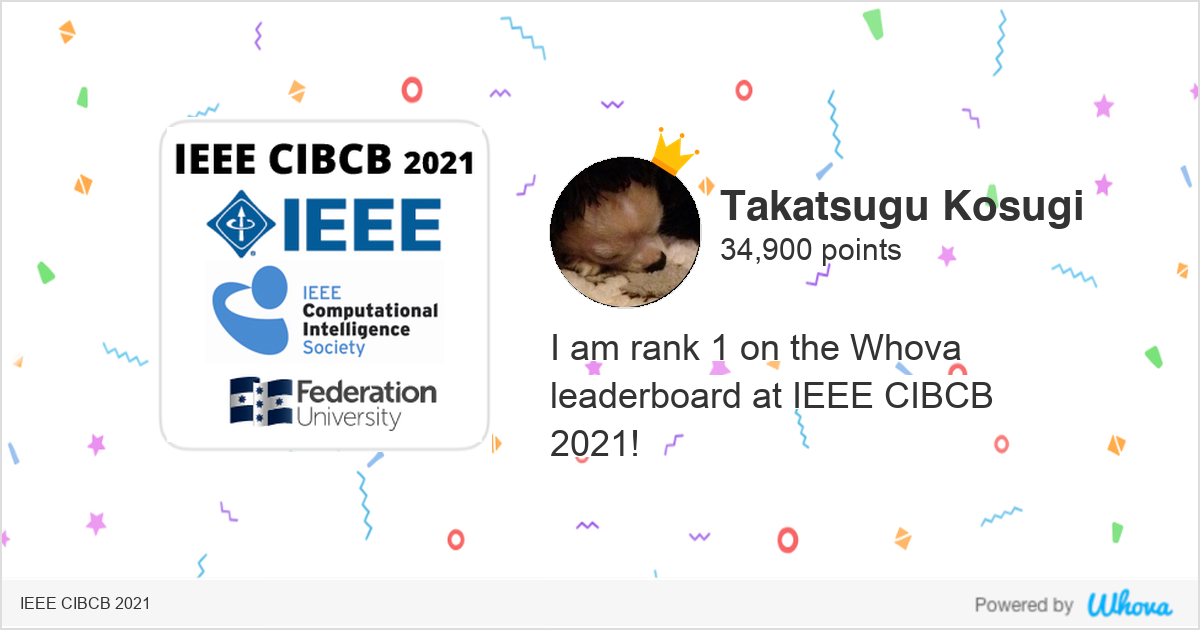 IEEE CIBCB 2021
IEEE
IEEE
Computational
Intelligence
Society
Federation
University
Takatsugu Kosugi
34,900 points
I am rank 1 on the Whova
leaderboard at IEEE CIBCB
2021!
IEEE CIBCB 2021
Powered by Whova